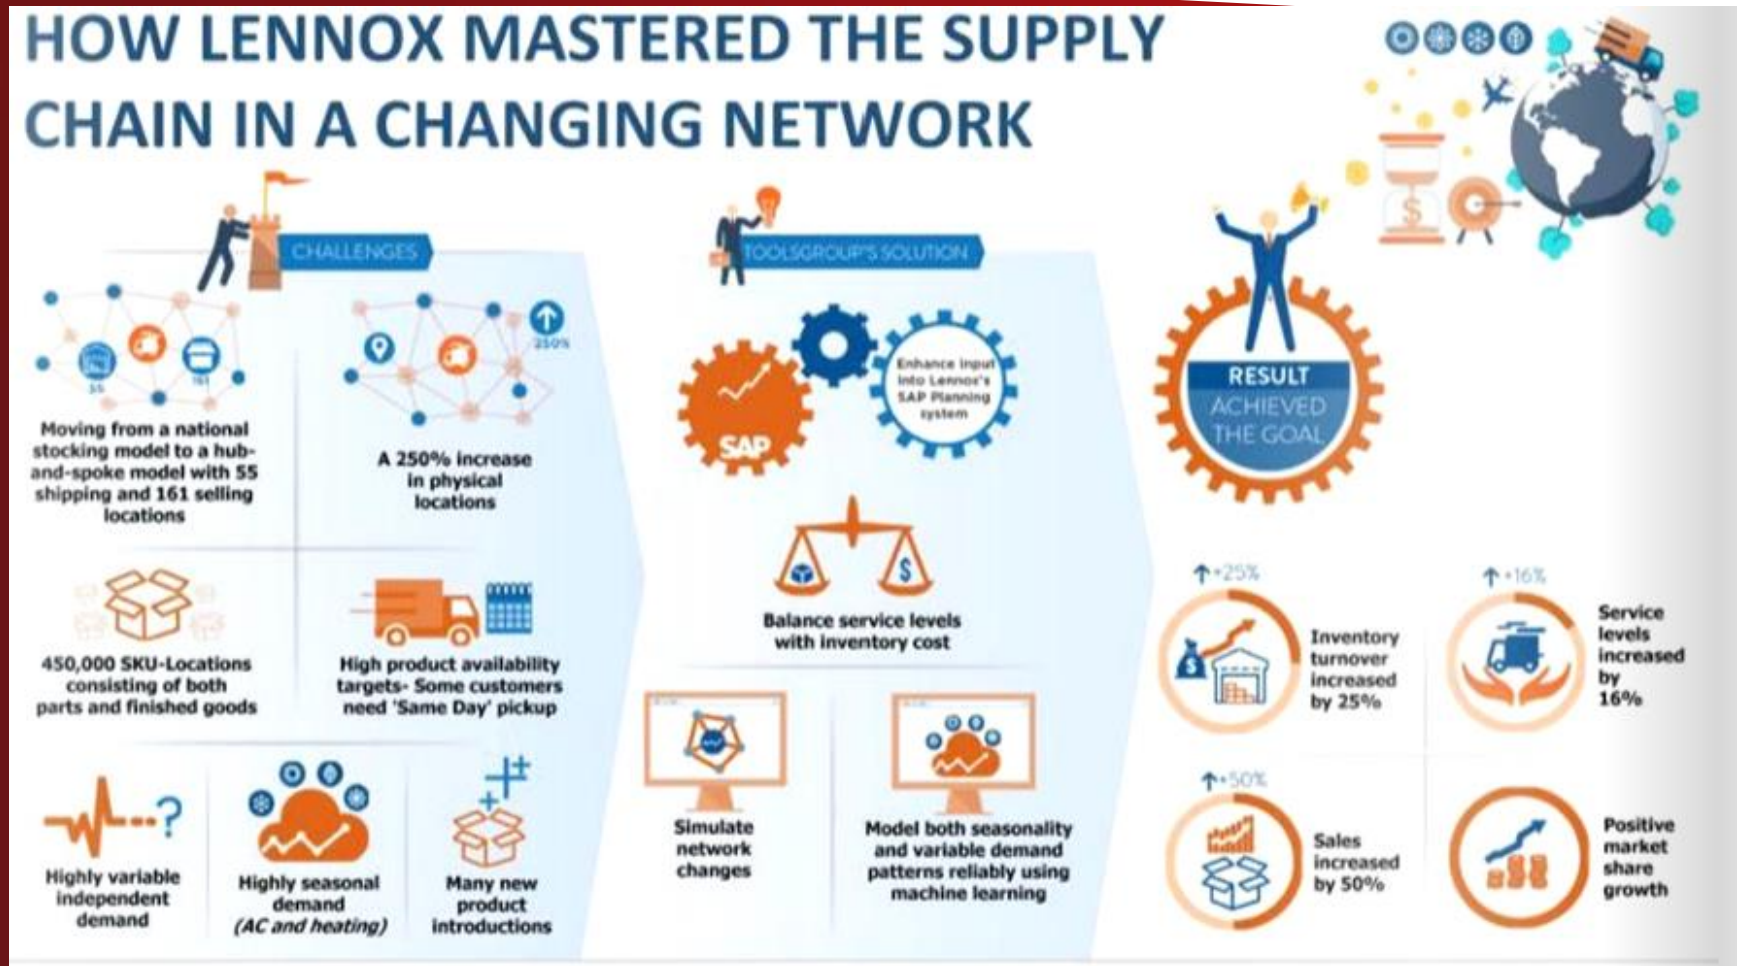 HOW LENNOX MASTERED THE SUPPLY
CHAIN IN A CHANGING NETWORK
CHALLENGES
55
161
250%
Moving from a national
stocking model to a hub-
and-spoke model with 55
shipping and 161 selling
locations
A 250% increase
in physical
locations
450,000 SKU-Locations
consisting of both
parts and finished goods
High product availability
targets- Some customers
need 'Same Day' pickup
Highly variable
independent
demand
Highly seasonal
demand
(AC and heating)
Many new
product
introductions
TOOLSGROUP'S SOLUTION
SAP
Enhance input
into Lennox's
SAP Planning
system
$
Balance service levels
with inventory cost
Simulate
network
changes
Model both seasonality
and variable demand
patterns reliably using
machine learning
$
RESULT
ACHIEVED
THE GOAL
+25%
$
Inventory
turnover
increased
by 25%
+16%
Service
levels
increased
by
16%
+50%
Sales
increased
by 50%
Positive
market
share
growth